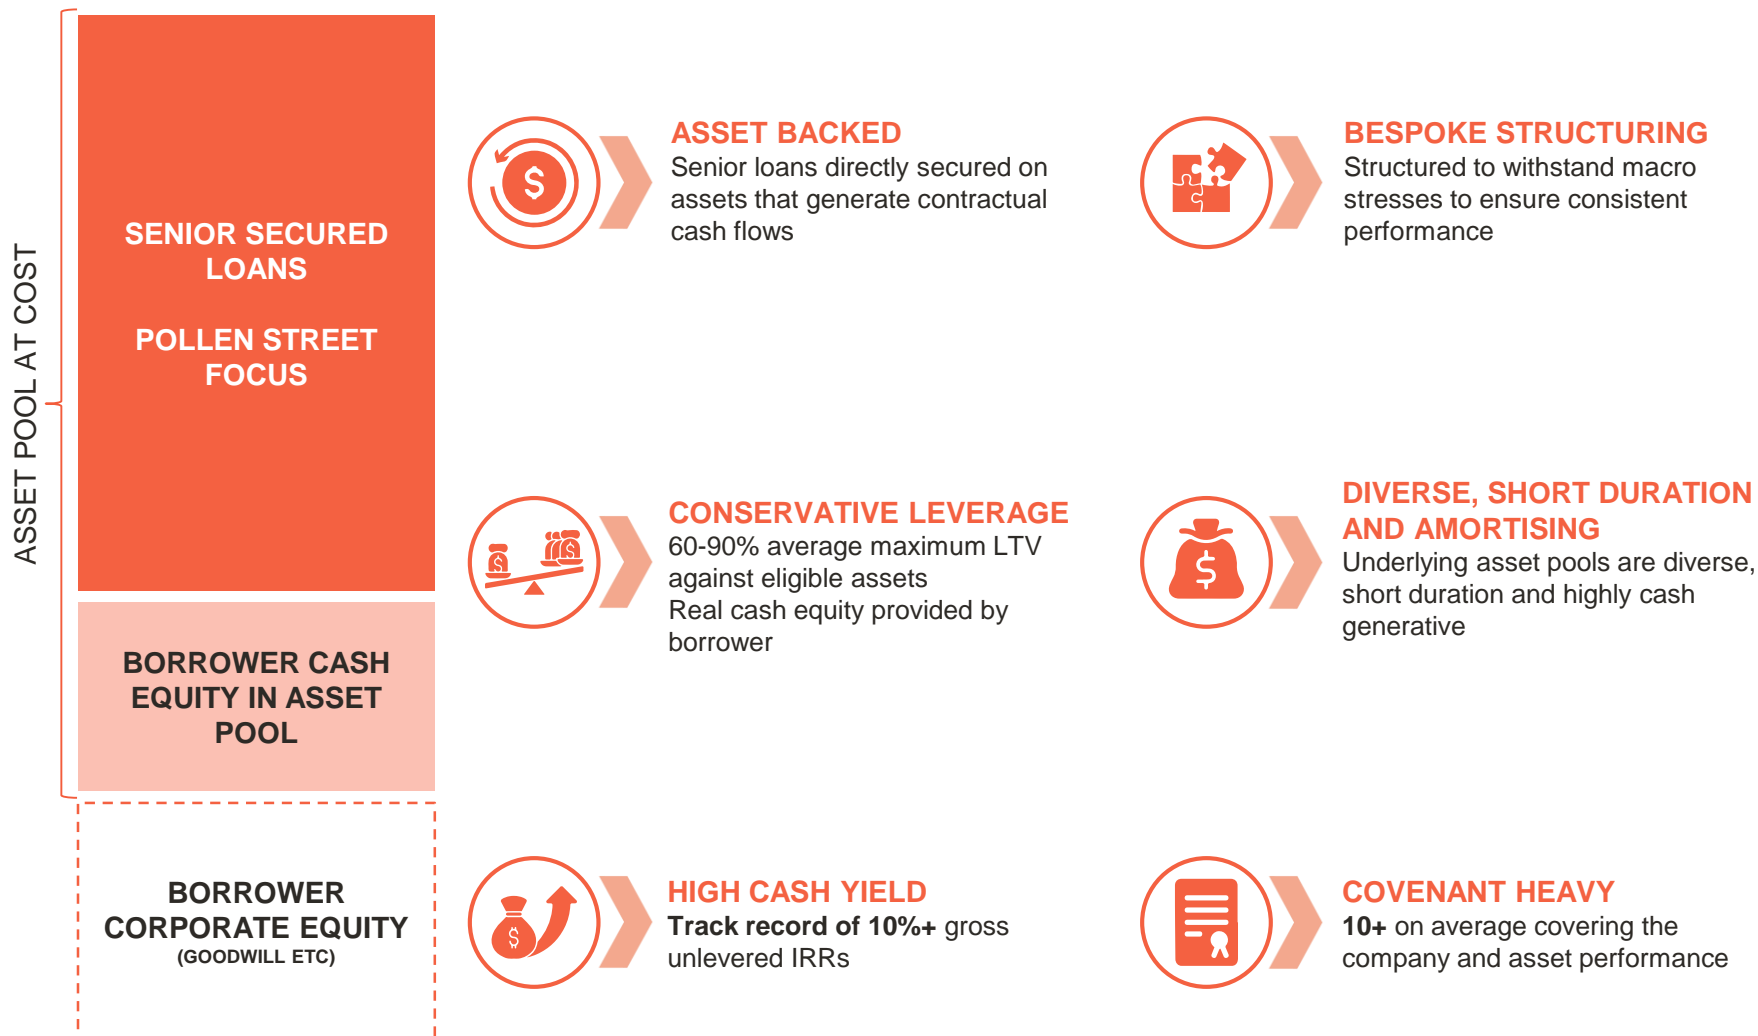 ASSET POOL AT COST
SENIOR SECURED
LOANS
POLLEN STREET
FOCUS
BORROWER CASH
EQUITY IN ASSET
POOL
BORROWER
CORPORATE EQUITY
(GOODWILL ETC)
ASSET BACKED
Senior loans directly secured on
assets that generate contractual
cash flows
BESPOKE STRUCTURING
Structured to withstand macro
stresses to ensure consistent
performance
CONSERVATIVE LEVERAGE
60-90% average maximum LTV
against eligible assets
Real cash equity provided by
borrower
DIVERSE, SHORT DURATION
AND AMORTISING
Underlying asset pools are diverse,
short duration and highly cash
generative
HIGH CASH YIELD
Track record of 10%+ gross
unlevered IRRs
COVENANT HEAVY
10+ on average covering the
company and asset performance